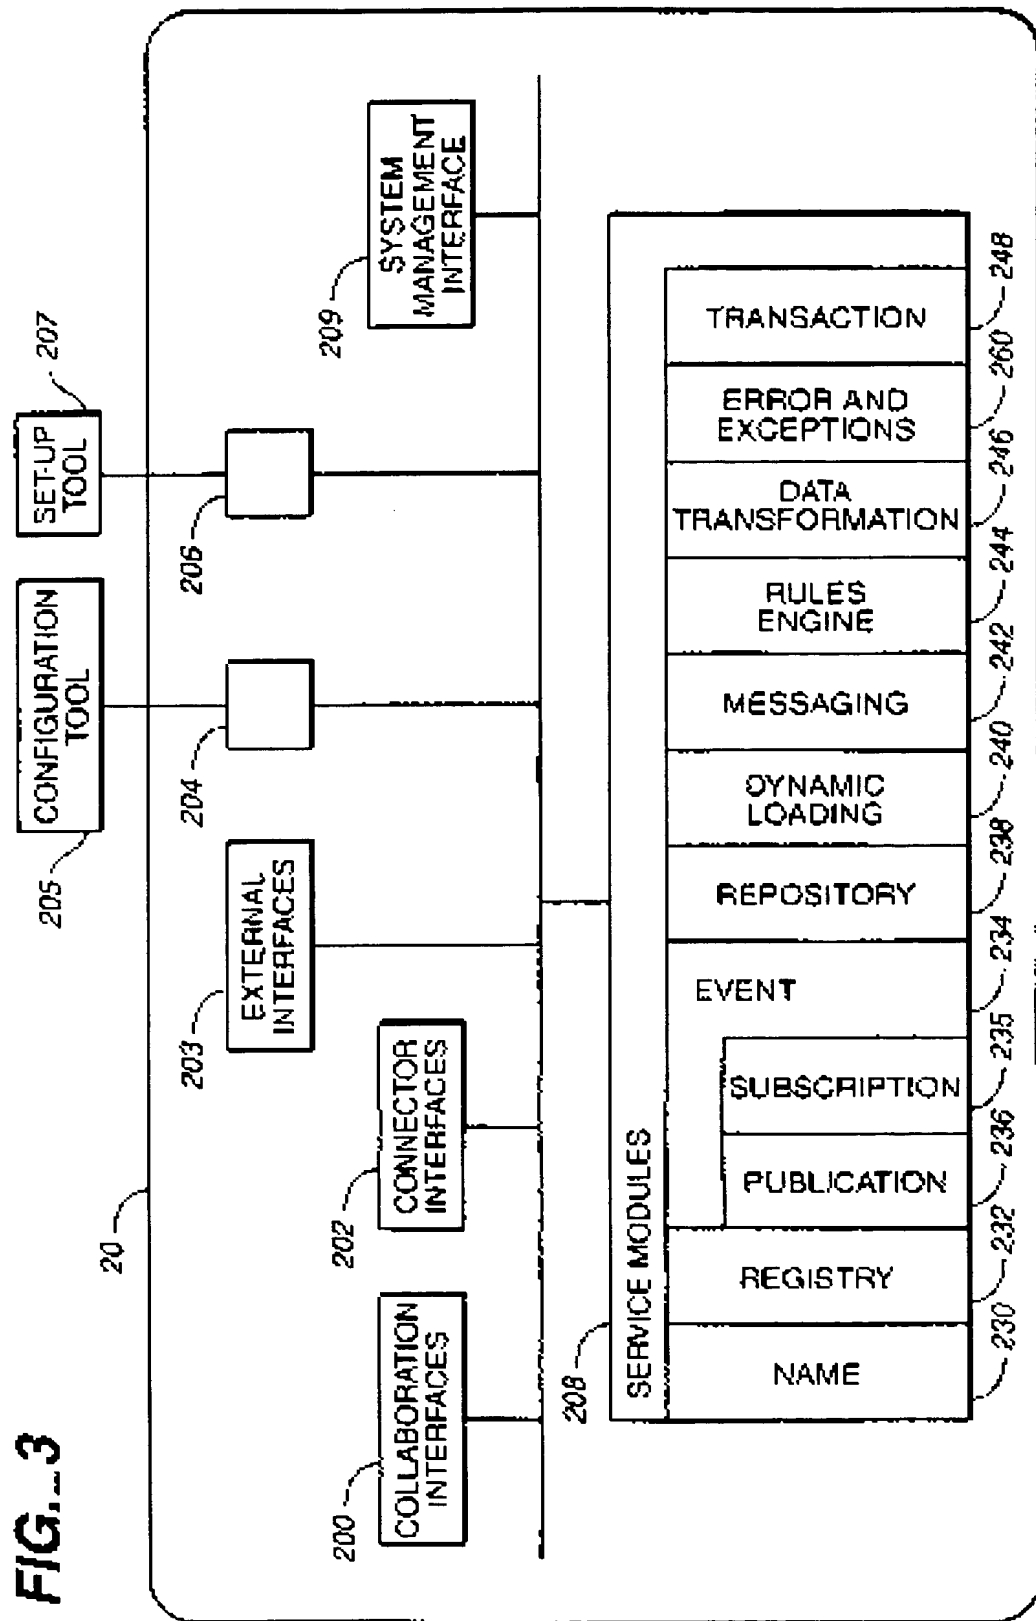 FIG._3
CONFIGURATION
TOOL
205
SET-UP
TOOL
207
20
204
206
EXTERNAL
INTERFACES
203
COLLABORATION
INTERFACES
200
CONNECTOR
INTERFACES
202
SYSTEM
MANAGEMENT
INTERFACE
209
208
SERVICE MODULES
NAME
REGISTRY
PUBLICATION
SUBSCRIPTION
EVENT
REPOSITORY
DYNAMIC
LOADING
MESSAGING
RULES
ENGINE
DATA
TRANSFORMATION
ERROR AND
EXCEPTIONS
TRANSACTION
230
232
236
235
234
238
240
242
244
246
260
248